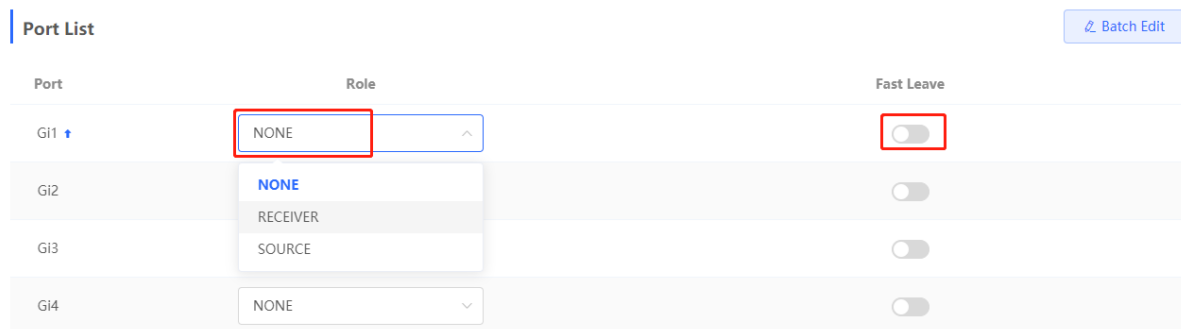 Port List
Batch Edit
Port Role Fast Leave
Gi1 NONE
Gi2 NONE
RECEIVER
Gi3 SOURCE
Gi4 NONE